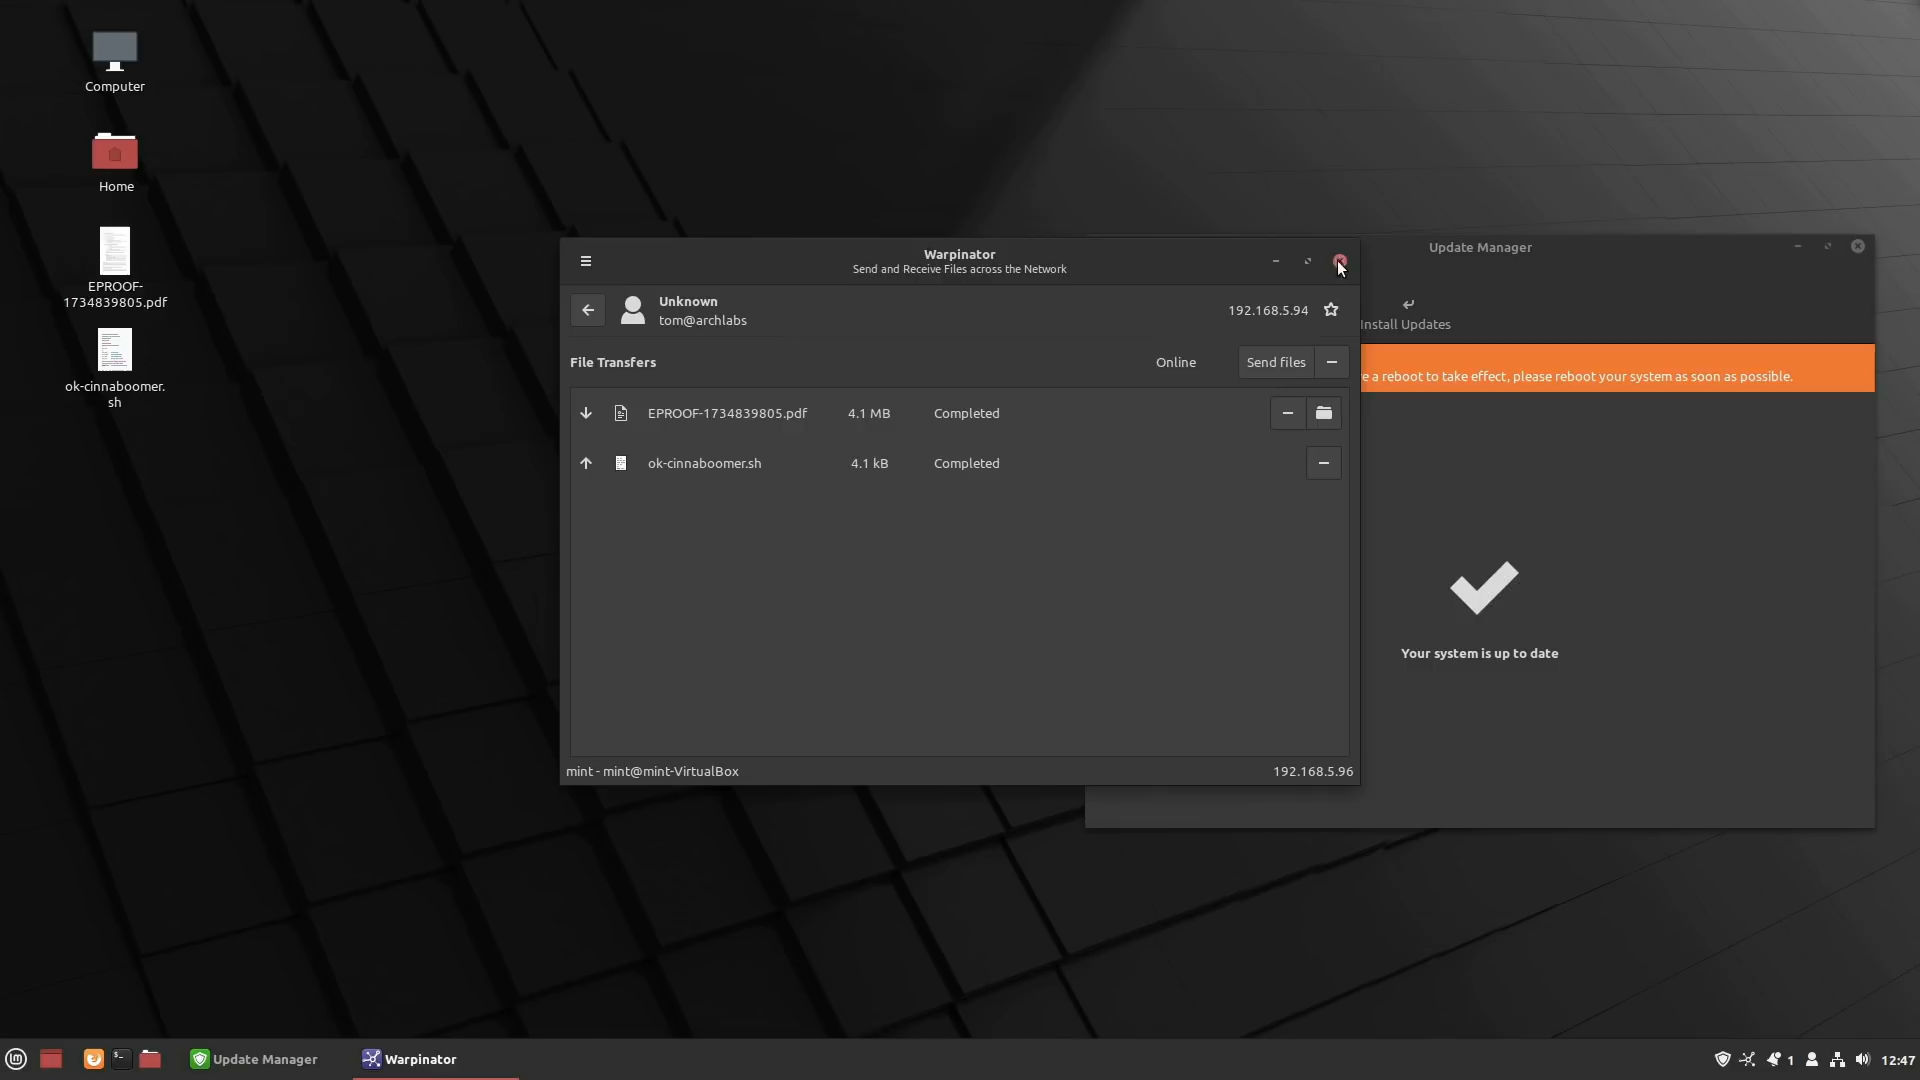 Computer
Home
EPROOF-
1734839805.pdf
ok-cinnaboomer.
sh
Warpinator
Send and Receive Files across the Network
Unknown
tom@archlabs
192.168.5.94
File Transfers
Online
Send files
EPROOF-1734839805.pdf 4.1 MB Completed
ok-cinnaboomer.sh 4.1 kB Completed
mint - mint@mint-VirtualBox
192.168.5.96
Update Manager
Install Updates
a reboot to take effect, please reboot your system as soon as possible.
Your system is up to date
Update Manager
Warpinator
1
12:47